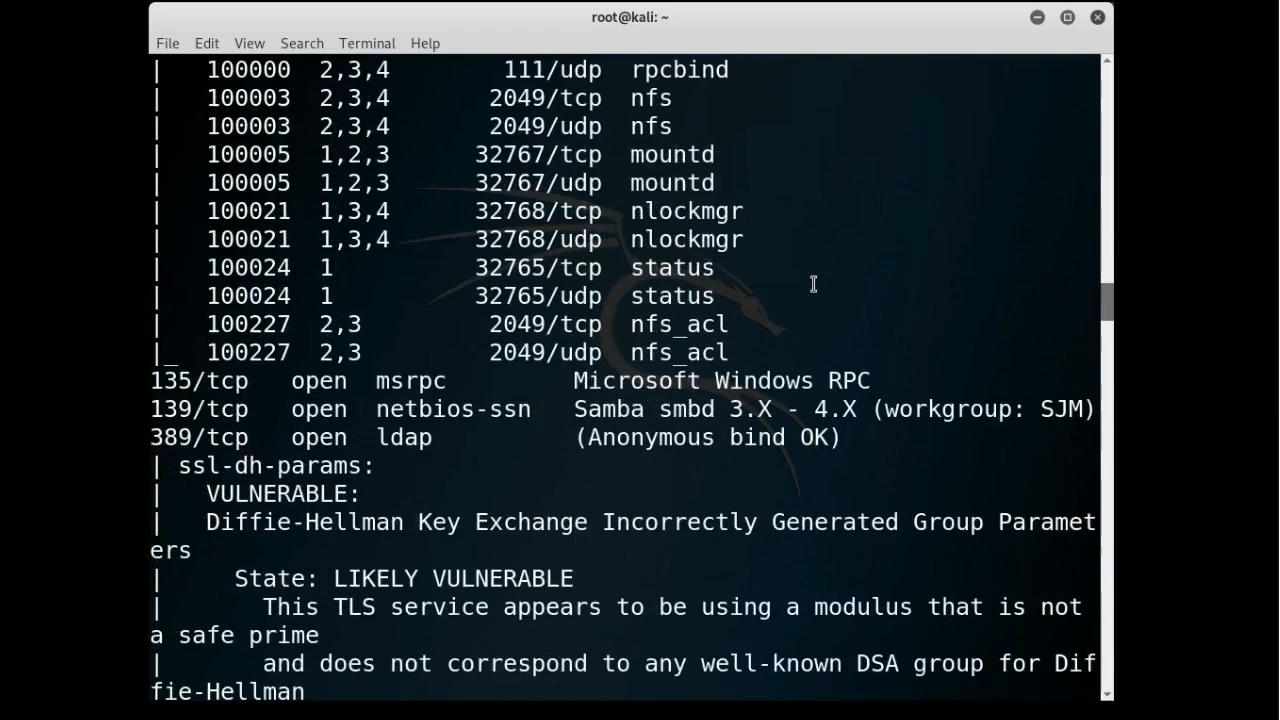 root@kali: ~
File Edit View Search Terminal Help
| 100000 2,3,4 111/udp rpcbind
| 100003 2,3,4 2049/tcp nfs
| 100003 2,3,4 2049/udp nfs
| 100005 1,2,3 32767/tcp mountd
| 100005 1,2,3 32767/udp mountd
| 100021 1,3,4 32768/tcp nlockmgr
| 100021 1,3,4 32768/udp nlockmgr
| 100024 1 32765/tcp status
| 100024 1 32765/udp status
| 100227 2,3 2049/tcp nfs_acl
|_ 100227 2,3 2049/udp nfs_acl
135/tcp open msrpc Microsoft Windows RPC
139/tcp open netbios-ssn Samba smbd 3.X - 4.X (workgroup: SJM)
389/tcp open ldap (Anonymous bind OK)
| ssl-dh-params:
| VULNERABLE:
| Diffie-Hellman Key Exchange Incorrectly Generated Group Paramet
ers
| State: LIKELY VULNERABLE
| This TLS service appears to be using a modulus that is not
a safe prime
| and does not correspond to any well-known DSA group for Dif
fie-Hellman